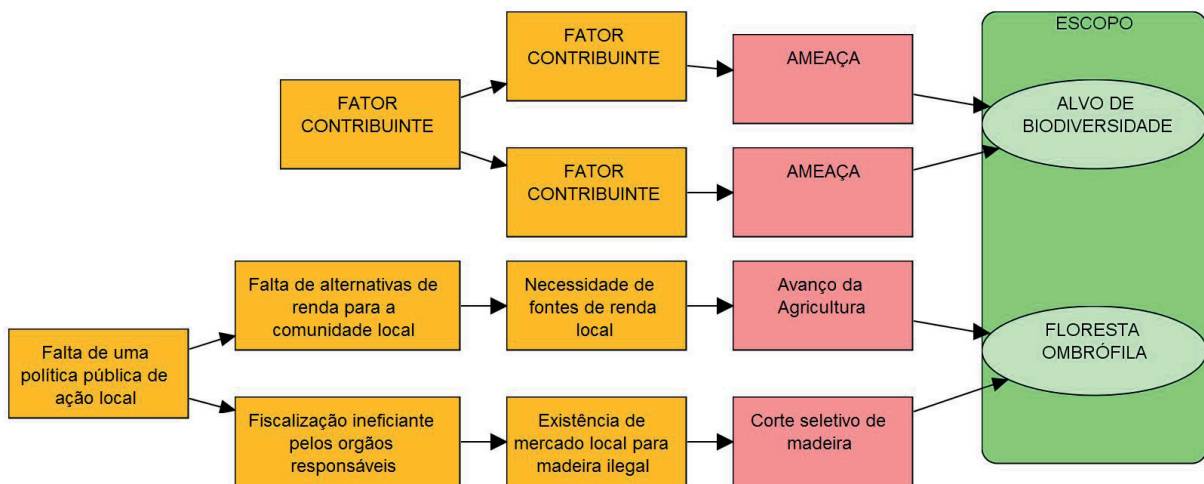 ESCOPO
FATOR
CONTRIBUINTE
FATOR
CONTRIBUINTE
AMEAÇA
ALVO DE
BIODIVERSIDADE
FATOR
CONTRIBUINTE
AMEAÇA
Falta de uma
política pública de
ação local
Falta de alternativas de
renda para a
comunidade local
Necessidade de
fontes de renda
local
Avanço da
Agricultura
FLORESTA
OMBRÓFILA
Fiscalização ineficiante
pelos orgãos
responsáveis
Existência de
mercado local para
madeira ilegal
Corte seletivo de
madeira